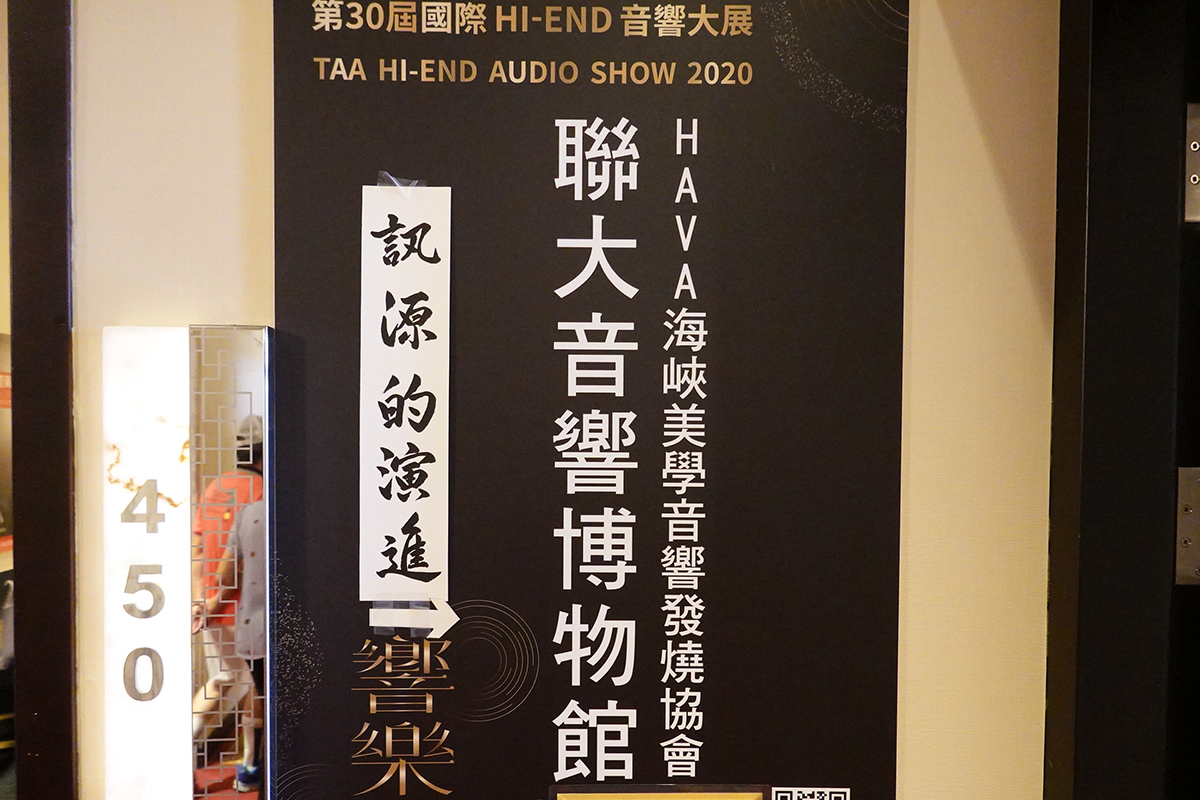 第30屆國際 HI-END 音響大展
TAA HI-END AUDIO SHOW 2020
HAVA海峽美學音響發燒協會
聯大音響博物館
訊源的演進
響樂
450